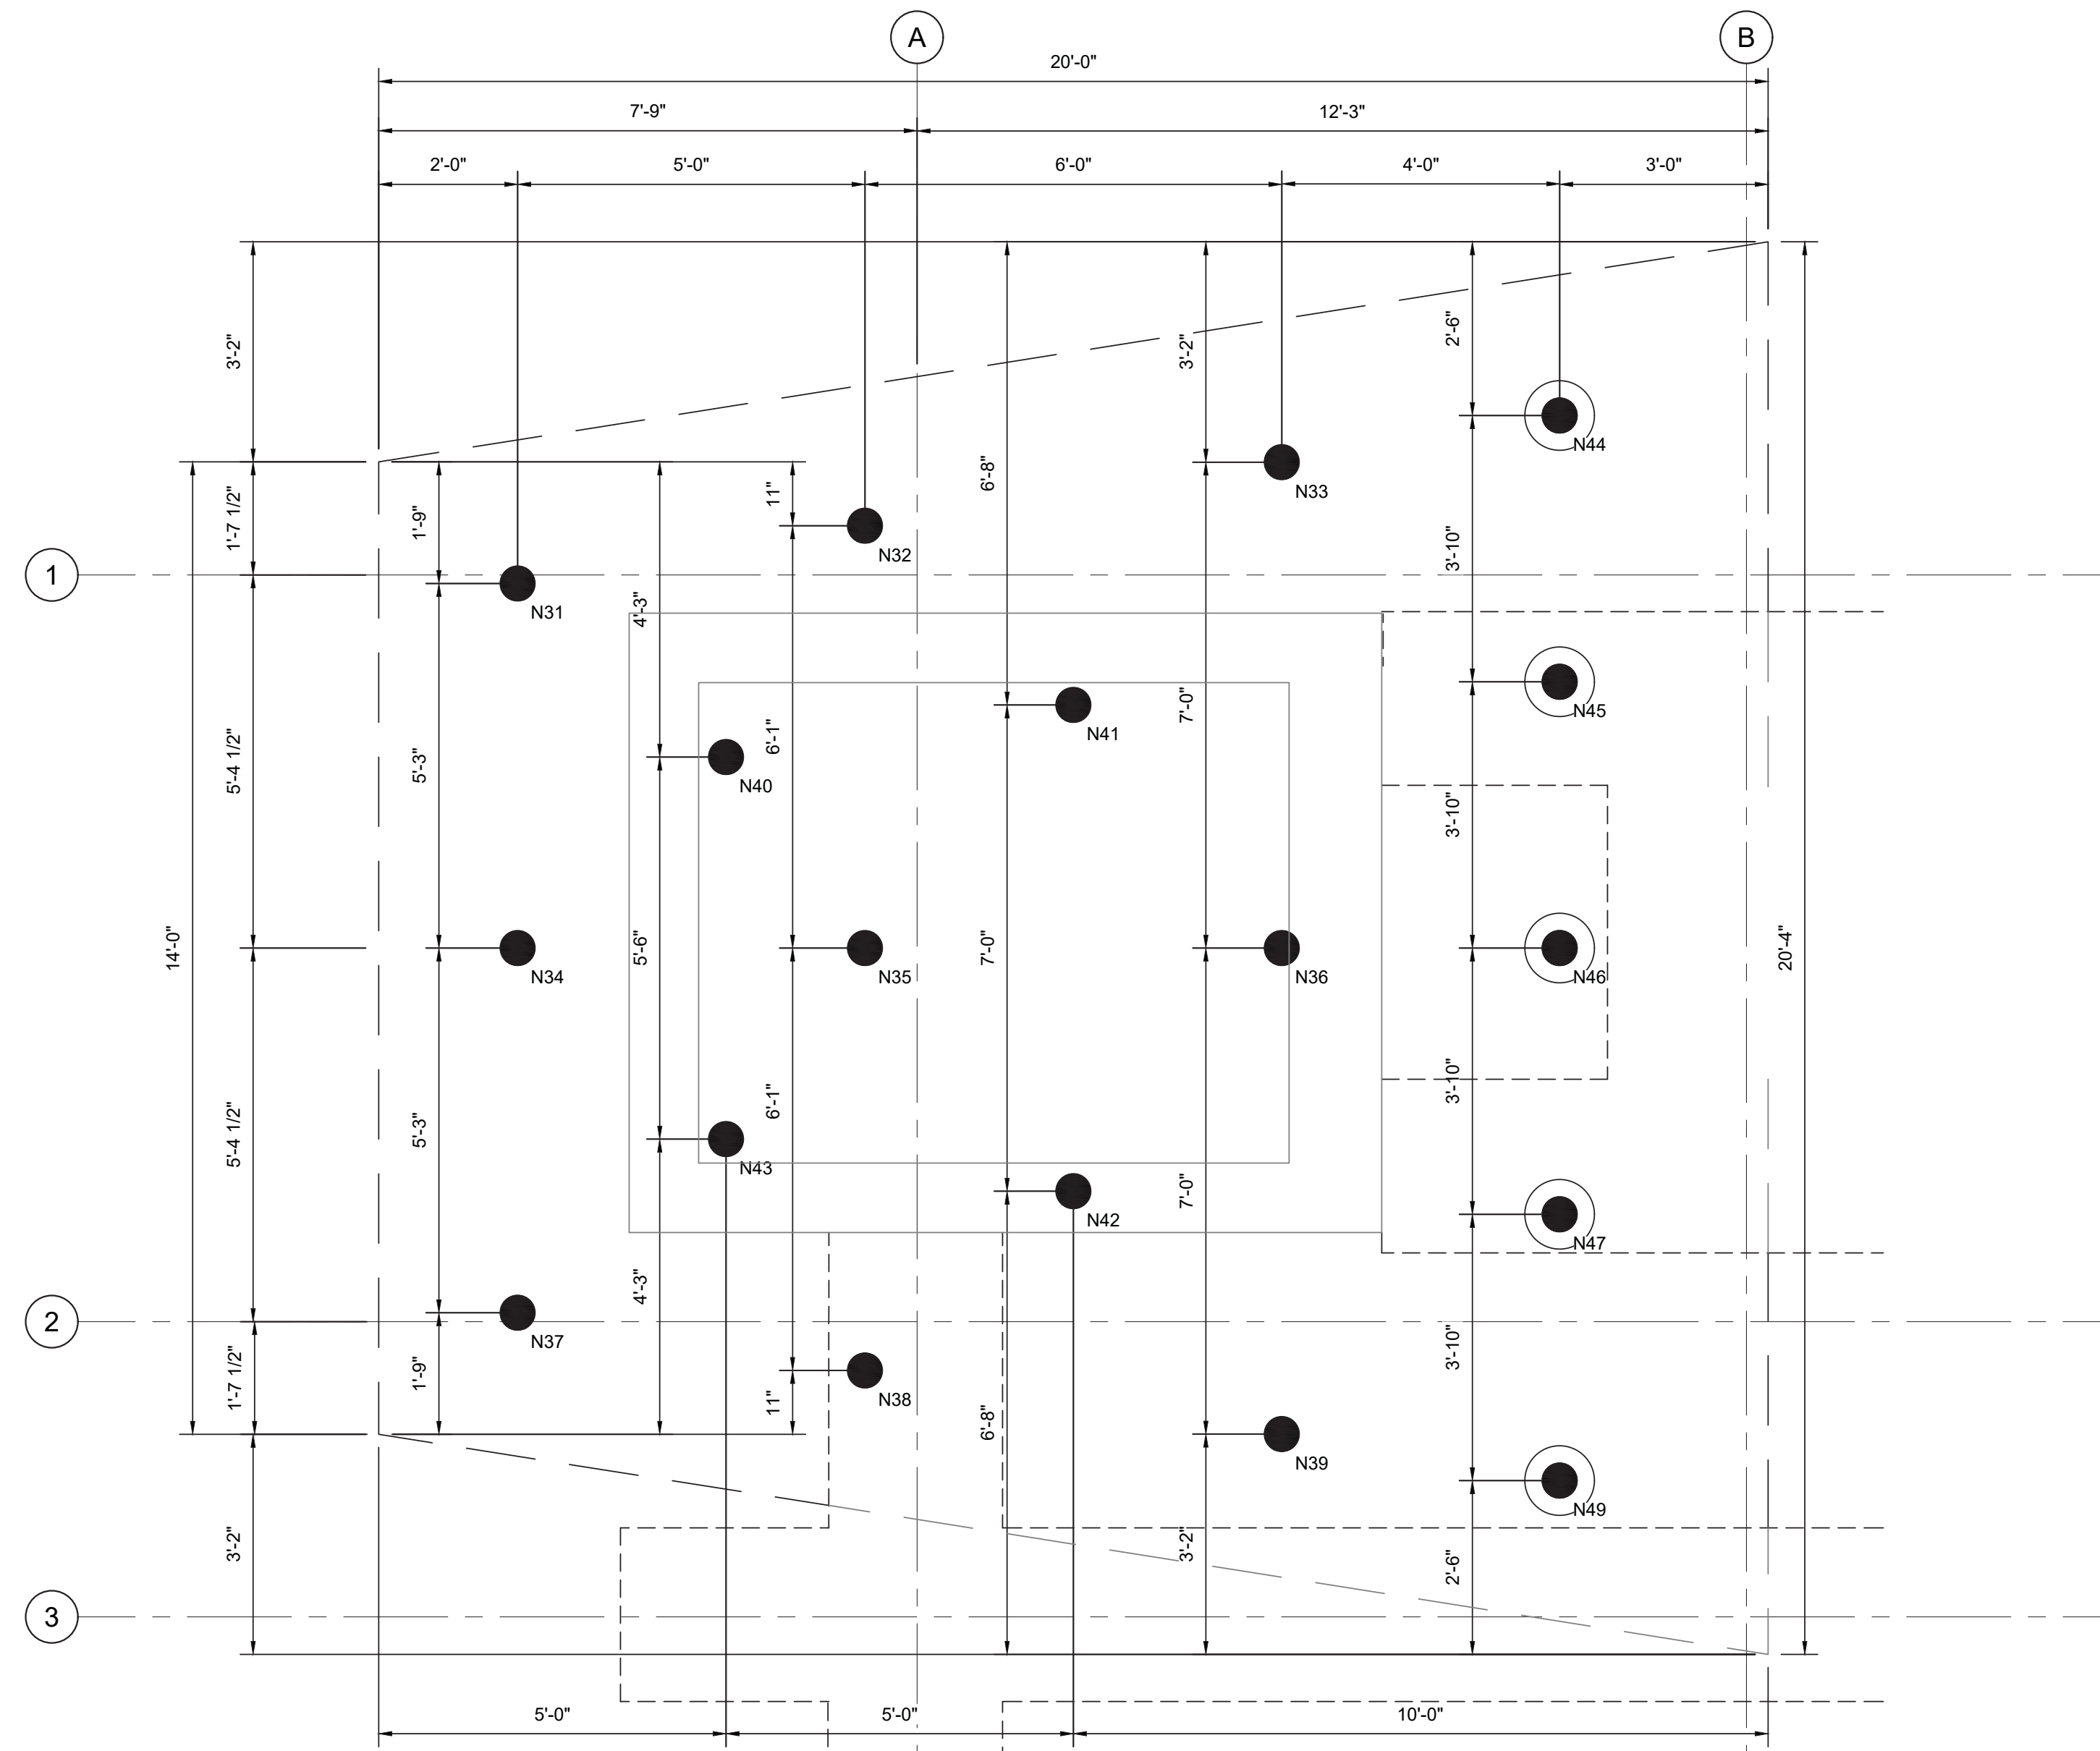 A
B
20'-0"
7'-9"
12'-3"
2'-0"
5'-0"
6'-0"
4'-0"
3'-0"
3'-2"
3'-2"
2'-6"
N44
6'-8"
11"
N33
1'-7 1/2"
1'-9"
N32
3'-10"
1
N31
4'-3"
N45
7'-0"
N41
6'-1"
5'-4 1/2"
5'-3"
N40
3'-10"
14'-0"
5'-6"
7'-0"
20'-4"
N34
N35
N36
N46
3'-10"
6'-1"
5'-4 1/2"
5'-3"
N43
7'-0"
N42
N47
4'-3"
2
N37
3'-10"
1'-7 1/2"
1'-9"
11"
N38
6'-8"
N39
N49
3'-2"
3'-2"
2'-6"
3
5'-0"
5'-0"
10'-0"